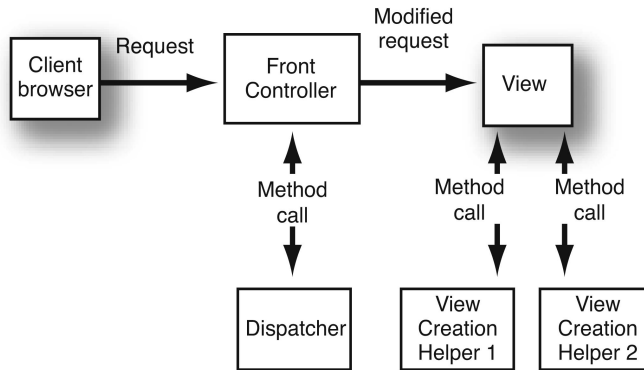 Client
browser
Request
Front
Controller
Modified
request
View
Method
call
Method
call
Method
call
Dispatcher
View
Creation
Helper 1
View
Creation
Helper 2